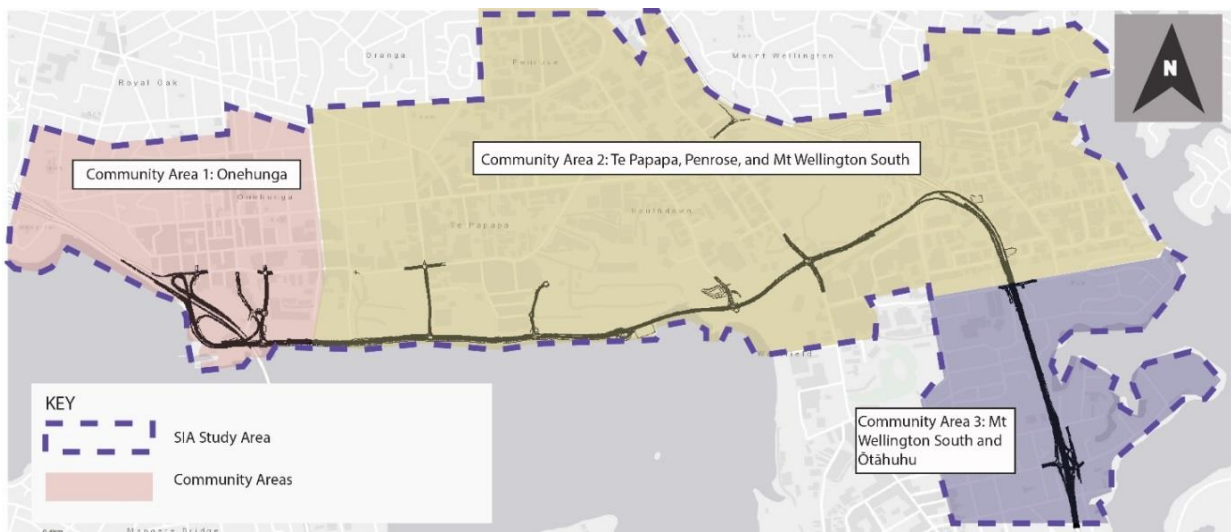 Oranga
Penrose
Mount Wellington
N
Royal Oak
Community Area 1: Onehunga
Community Area 2: Te Papapa, Penrose, and Mt Wellington South
Onehunga
Southdown
Te Papapa
KEY
SIA Study Area
Community Areas
Community Area 3: Mt
Wellington South and
Ōtāhuhu